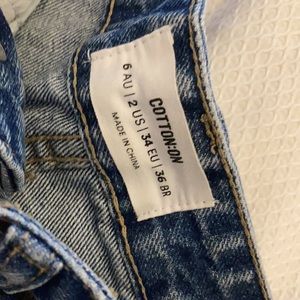 COTTON:ON
6 AU | 2 US | 34 EU | 36 BR
MADE IN CHINA